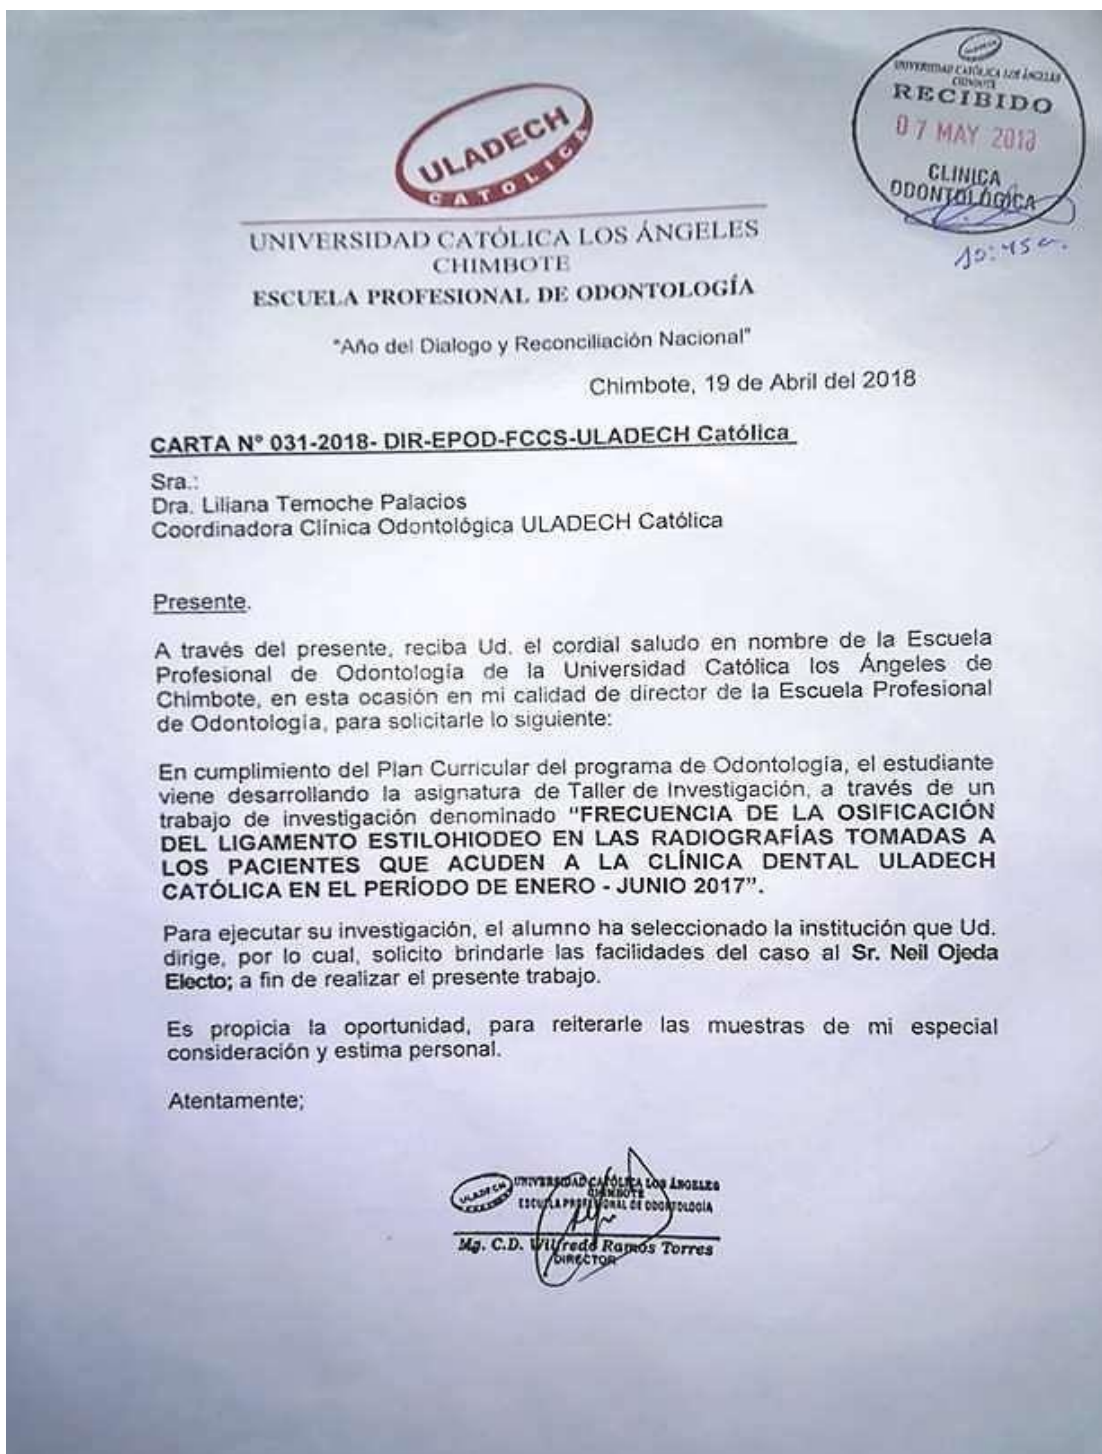 UNIVERSIDAD CATÓLICA LOS ÁNGELES
CHIMBOTE
RECIBIDO
07 MAY 2018
CLINICA
ODONTOLÓGICA
10:45 a.
ULADECH
CATOLICA
UNIVERSIDAD CATÓLICA LOS ÁNGELES
CHIMBOTE
ESCUELA PROFESIONAL DE ODONTOLOGÍA
"Año del Dialogo y Reconciliación Nacional"
Chimbote, 19 de Abril del 2018
CARTA Nº 031-2018- DIR-EPOD-FCCS-ULADECH Católica
Sra.:
Dra. Liliana Temoche Palacios
Coordinadora Clínica Odontológica ULADECH Católica
Presente.
A través del presente, reciba Ud. el cordial saludo en nombre de la Escuela
Profesional de Odontología de la Universidad Católica los Ángeles de
Chimbote, en esta ocasión en mi calidad de director de la Escuela Profesional
de Odontología, para solicitarle lo siguiente:
En cumplimiento del Plan Curricular del programa de Odontología, el estudiante
viene desarrollando la asignatura de Taller de Investigación, a través de un
trabajo de investigación denominado "FRECUENCIA DE LA OSIFICACIÓN
DEL LIGAMENTO ESTILOHIODEO EN LAS RADIOGRAFÍAS TOMADAS A
LOS PACIENTES QUE ACUDEN A LA CLÍNICA DENTAL ULADECH
CATÓLICA EN EL PERÍODO DE ENERO - JUNIO 2017".
Para ejecutar su investigación, el alumno ha seleccionado la institución que Ud.
dirige, por lo cual, solicito brindarle las facilidades del caso al Sr. Neil Ojeda
Electo; a fin de realizar el presente trabajo.
Es propicia la oportunidad, para reiterarle las muestras de mi especial
consideración y estima personal.
Atentamente;
ULADECH
UNIVERSIDAD CATÓLICA LOS ÁNGELES
CHIMBOTE
ESCUELA PROFESIONAL DE ODONTOLOGÍA
Mg. C.D. Wilfredo Ramos Torres
DIRECTOR